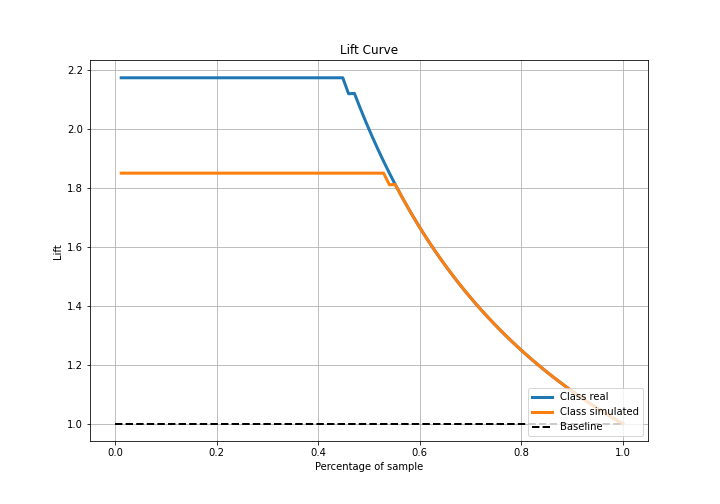 Lift Curve
Lift
2.2
2.0
1.8
1.6
1.4
1.2
1.0
0.0 0.2 0.4 0.6 0.8 1.0
Percentage of sample
Class real
Class simulated
Baseline